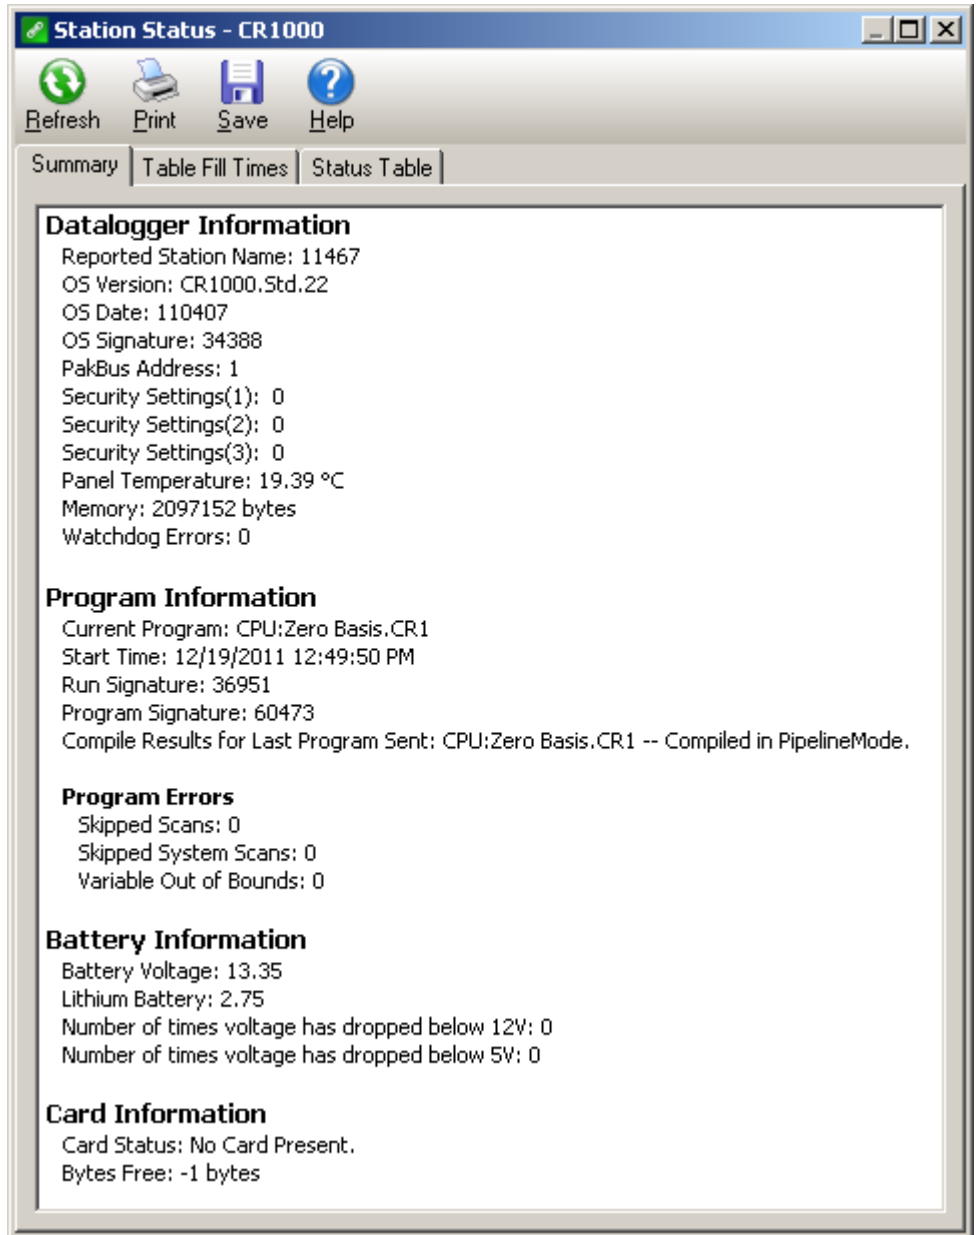 Station Status - CR1000
Refresh Print Save Help
Summary Table Fill Times Status Table
Datalogger Information
Reported Station Name: 11467
OS Version: CR1000.Std.22
OS Date: 110407
OS Signature: 34388
PakBus Address: 1
Security Settings(1):  0
Security Settings(2):  0
Security Settings(3):  0
Panel Temperature: 19.39 °C
Memory: 2097152 bytes
Watchdog Errors: 0
Program Information
Current Program: CPU:Zero Basis.CR1
Start Time: 12/19/2011 12:49:50 PM
Run Signature: 36951
Program Signature: 60473
Compile Results for Last Program Sent: CPU:Zero Basis.CR1 -- Compiled in PipelineMode.
Program Errors
Skipped Scans: 0
Skipped System Scans: 0
Variable Out of Bounds: 0
Battery Information
Battery Voltage: 13.35
Lithium Battery: 2.75
Number of times voltage has dropped below 12V: 0
Number of times voltage has dropped below 5V: 0
Card Information
Card Status: No Card Present.
Bytes Free: -1 bytes